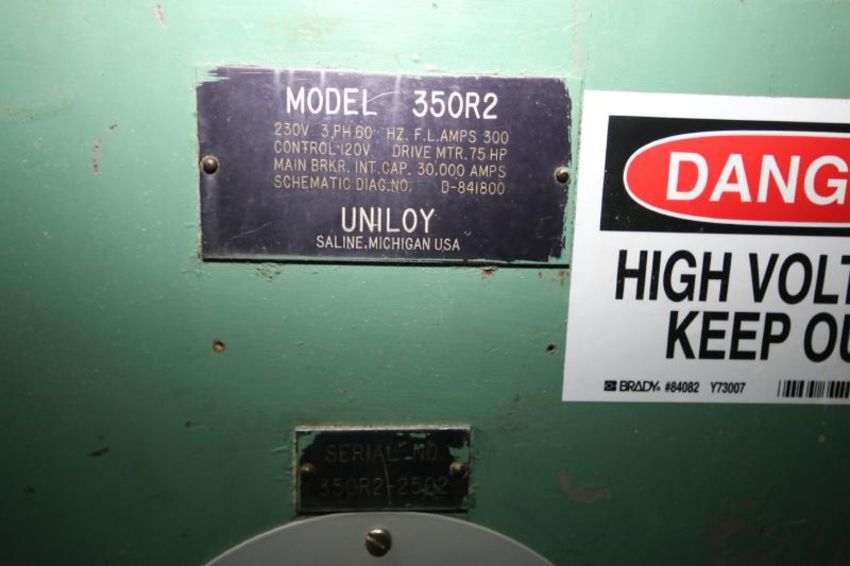 MODEL 350R2
230V 3.PH.60 HZ. F.L.AMPS 300
CONTROL 120V DRIVE MTR.75 HP
MAIN BRKR. INT.CAP. 30.000 AMPS
SCHEMATIC DIAG.NO. D-841800
UNILOY
SALINE,MICHIGAN USA
DANG
HIGH VOLT
KEEP OU
BRADY® #84082 Y73007
SERIAL NO.
350R2-2502